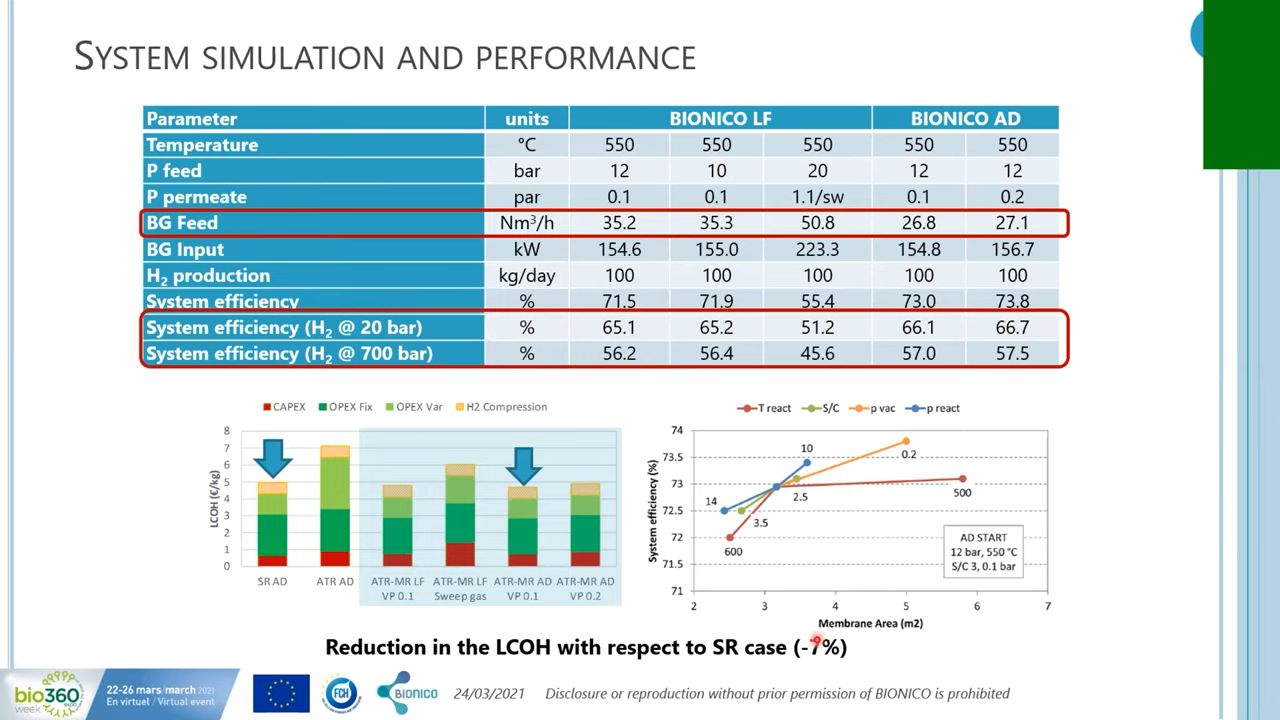 SYSTEM SIMULATION AND PERFORMANCE
Parameter units BIONICO LF BIONICO AD
Temperature °C 550 550 550 550 550
P feed bar 12 10 20 12 12
P permeate par 0.1 0.1 1.1/sw 0.1 0.2
BG Feed Nm³/h 35.2 35.3 50.8 26.8 27.1
BG Input kW 154.6 155.0 223.3 154.8 156.7
H₂ production kg/day 100 100 100 100 100
System efficiency % 71.5 71.9 55.4 73.0 73.8
System efficiency (H₂ @ 20 bar) % 65.1 65.2 51.2 66.1 66.7
System efficiency (H₂ @ 700 bar) % 56.2 56.4 45.6 57.0 57.5
CAPEX OPEX Fix OPEX Var H2 Compression
LCOH (€/kg)
8
7
6
5
4
3
2
1
0
SR AD ATR AD ATR-MR LF ATR-MR LF ATR-MR AD ATR-MR AD
VP 0.1 Sweep gas VP 0.1 VP 0.2
T react S/C p vac p react
System efficiency (%)
74
73.5
73
72.5
72
71.5
71
10
0.2
14
2.5
500
3.5
600
AD START
12 bar, 550 °C
S/C 3, 0.1 bar
2 3 4 5 6 7
Membrane Area (m2)
Reduction in the LCOH with respect to SR case (-7%)
bio360
expo
week
22-26 mars/march 2021
En virtuel / Virtual event
FCH
BIONICO
24/03/2021
Disclosure or reproduction without prior permission of BIONICO is prohibited